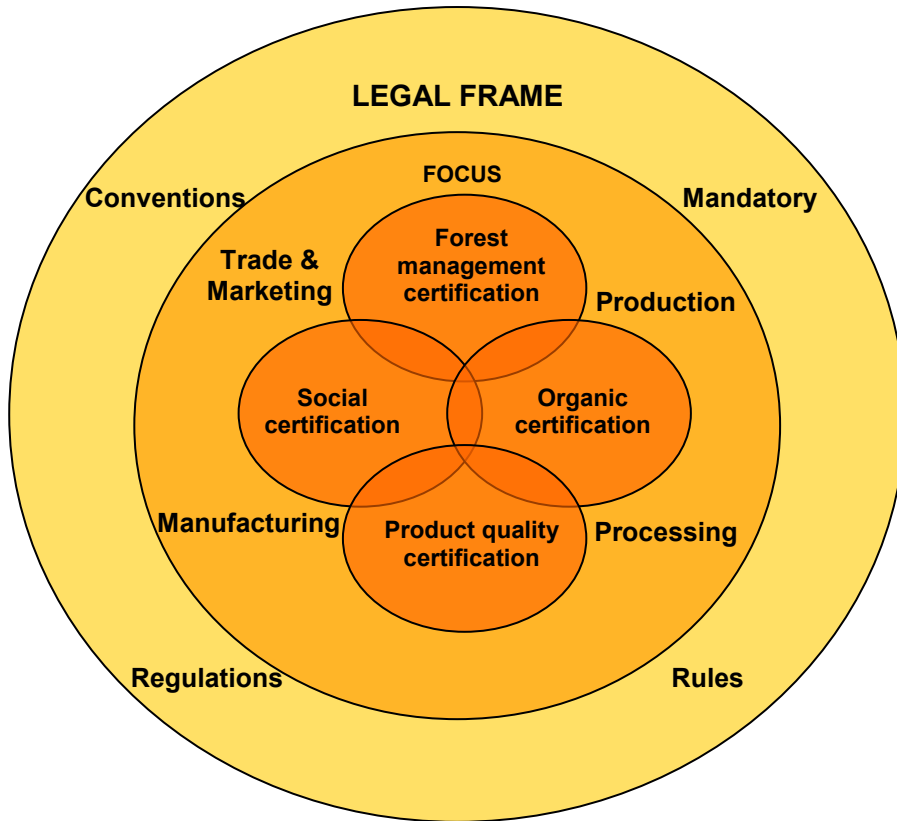 LEGAL FRAME
FOCUS
Conventions
Mandatory
Forest
management
certification
Trade &
Marketing
Production
Social
certification
Organic
certification
Manufacturing
Product quality
certification
Processing
Regulations
Rules